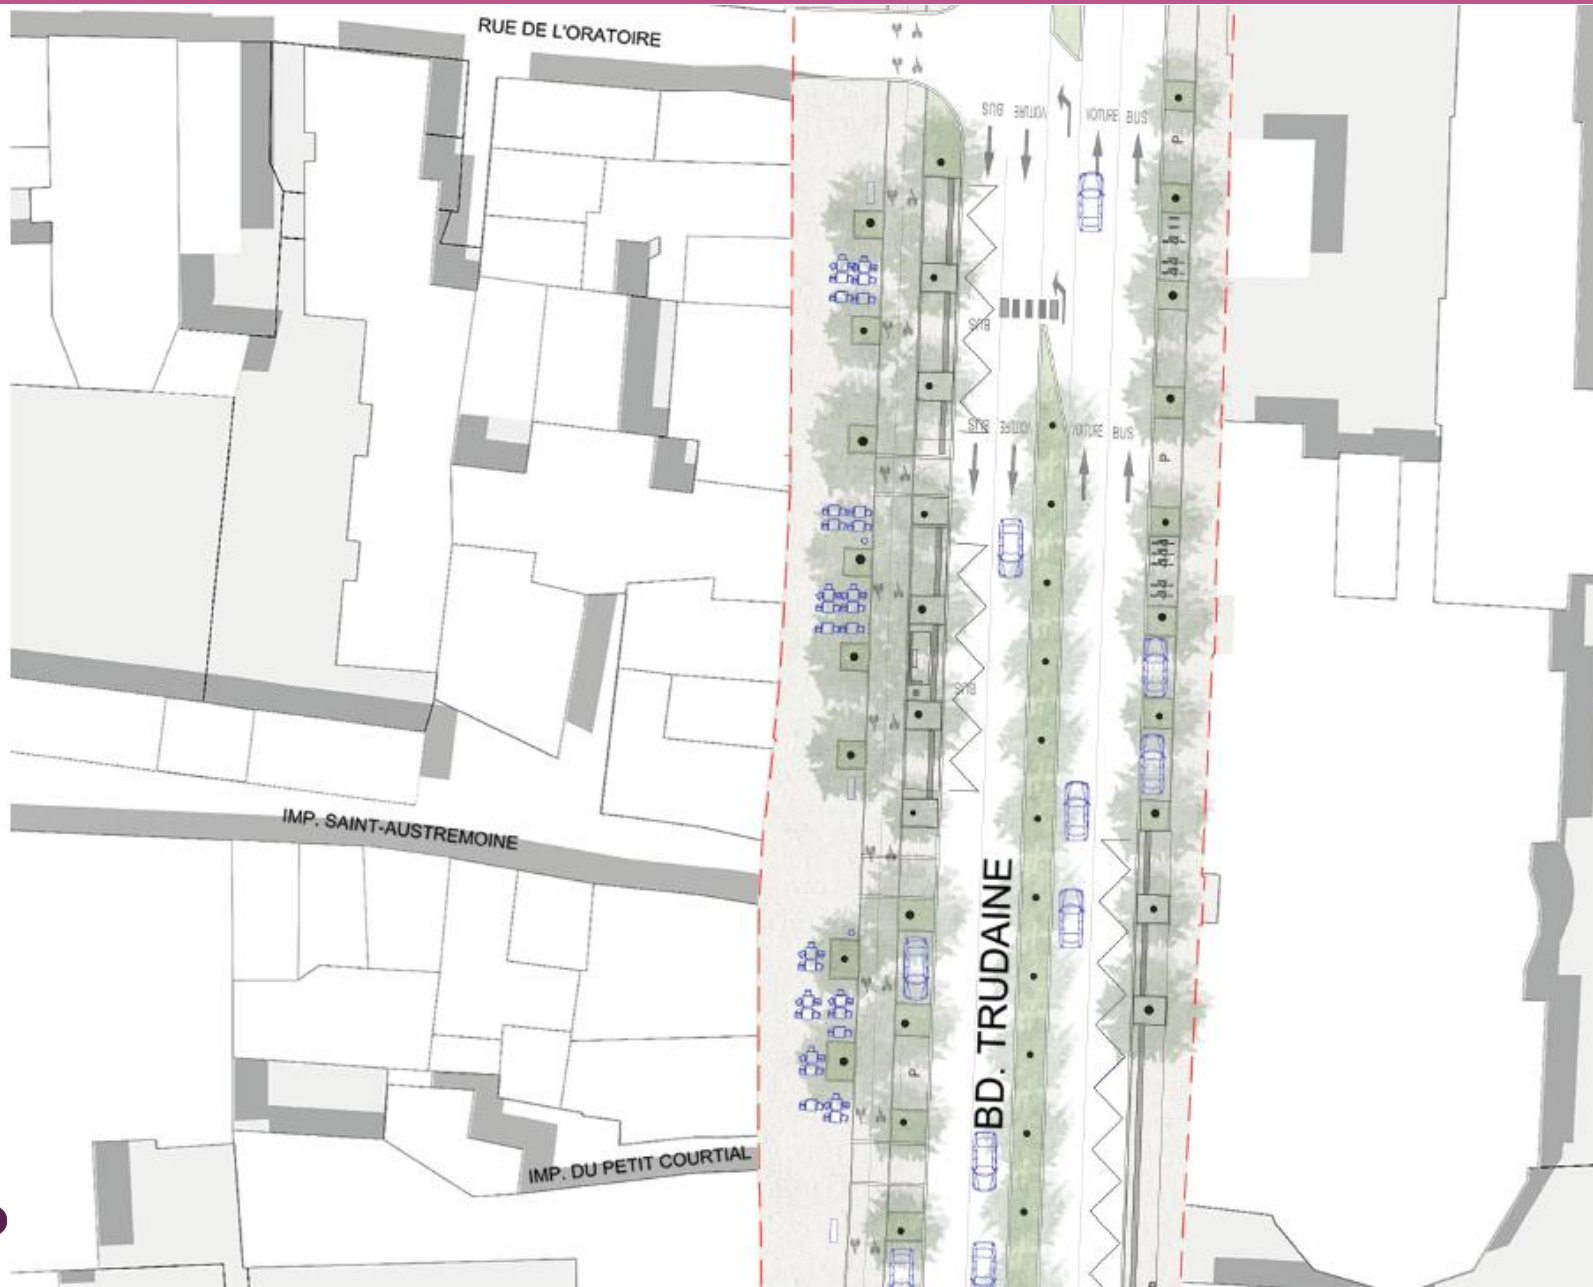 RUE DE L'ORATOIRE
BUS VOITURE VOITURE BUS
P
BUS
BUS VOITURE VOITURE BUS
P
BUS
IMP. SAINT-AUSTREMOINE
BD. TRUDAINE
P
IMP. DU PETIT COURTIAL